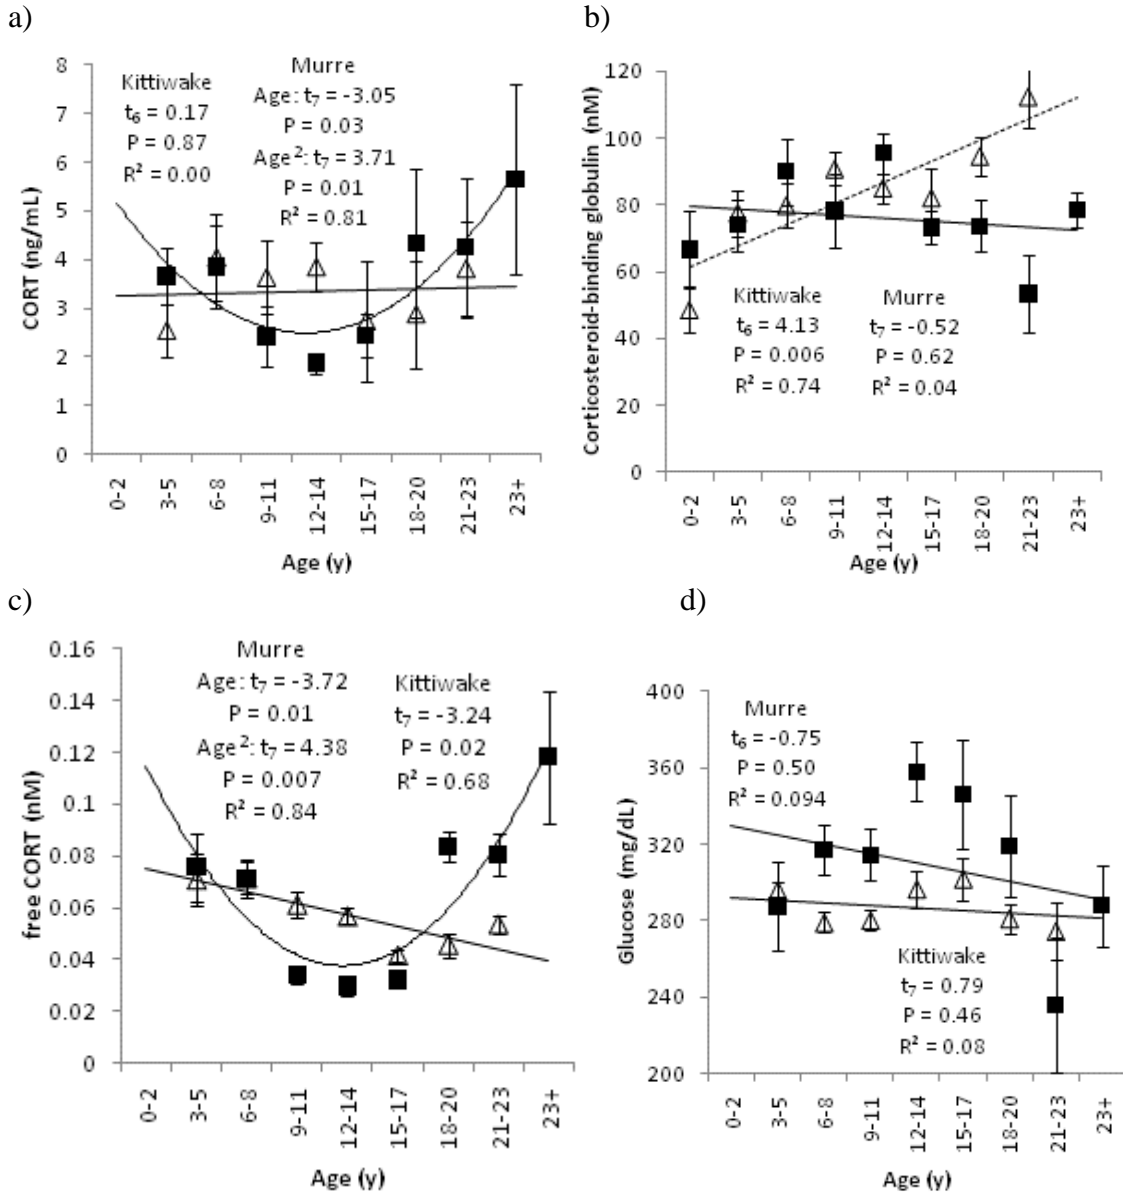 a)
Kittiwake
t₆ = 0.17
P = 0.87
R² = 0.00
Murre
Age: t₇ = -3.05
P = 0.03
Age²: t₇ = 3.71
P = 0.01
R² = 0.81
CORT (ng/mL)
8
7
6
5
4
3
2
1
0
0-2
3-5
6-8
9-11
12-14
15-17
18-20
21-23
23+
Age (y)
b)
Corticosteroid-binding globulin (nM)
120
100
80
60
40
20
0
Kittiwake
t₆ = 4.13
P = 0.006
R² = 0.74
Murre
t₇ = -0.52
P = 0.62
R² = 0.04
0-2
3-5
6-8
9-11
12-14
15-17
18-20
21-23
23+
Age (y)
c)
free CORT (nM)
0.16
0.14
0.12
0.1
0.08
0.06
0.04
0.02
0
Murre
Age: t₇ = -3.72
P = 0.01
Age²: t₇ = 4.38
P = 0.007
R² = 0.84
Kittiwake
t₇ = -3.24
P = 0.02
R² = 0.68
0-2
3-5
6-8
9-11
12-14
15-17
18-20
21-23
23+
Age (y)
d)
Glucose (mg/dL)
400
360
320
280
240
200
Murre
t₆ = -0.75
P = 0.50
R² = 0.094
Kittiwake
t₇ = 0.79
P = 0.46
R² = 0.08
0-2
3-5
6-8
9-11
12-14
15-17
18-20
21-23
23+
Age (y)